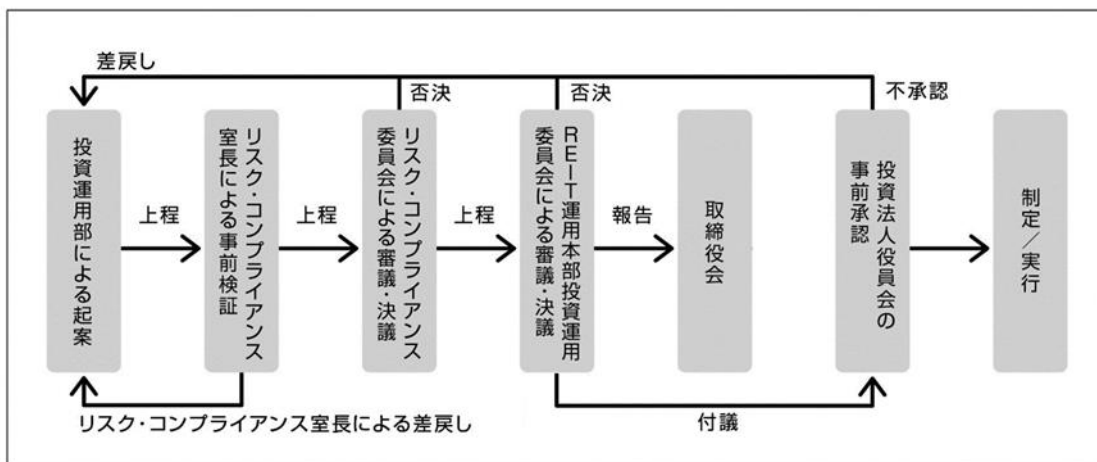 差戻し
否決
否決
不承認
投資運用部による起案
上程
リスク・コンプライアンス
室長による事前検証
上程
リスク・コンプライアンス
委員会による審議・決議
上程
REIT運用本部投資運用
委員会による審議・決議
報告
取締役会
投資法人役員会の
事前承認
制定/実行
リスク・コンプライアンス室長による差戻し
付議